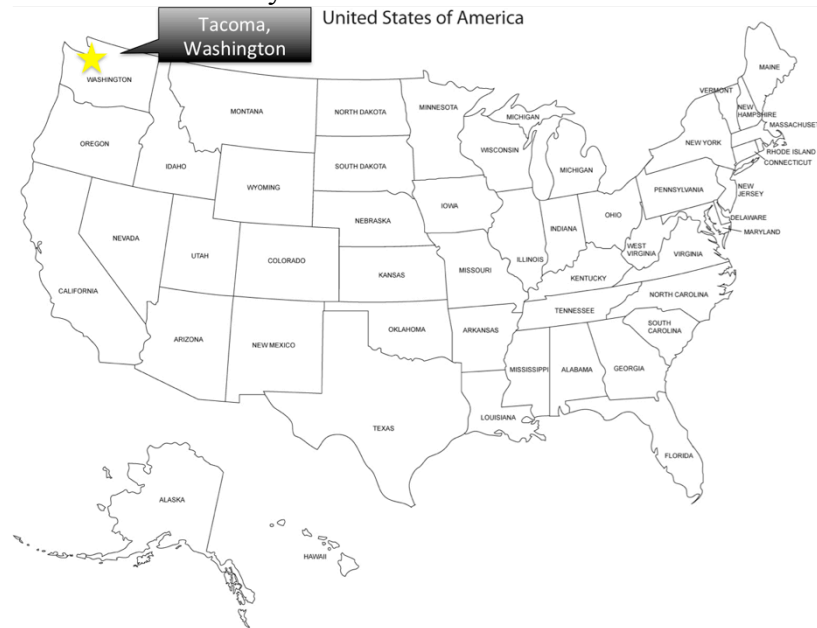 United States of America
Tacoma,
Washington
WASHINGTON
MAINE
MONTANA
NORTH DAKOTA
MINNESOTA
VERMONT
NEW
HAMPSHIRE
MICHIGAN
MASSACHUSET
OREGON
WISCONSIN
NEW YORK
RHODE ISLAND
CONNECTICUT
IDAHO
SOUTH DAKOTA
MICHIGAN
WYOMING
PENNSYLVANIA
NEW
JERSEY
IOWA
NEBRASKA
OHIO
DELAWARE
INDIANA
MARYLAND
NEVADA
UTAH
COLORADO
ILLINOIS
WEST
VIRGINIA
VIRGINIA
KANSAS
MISSOURI
KENTUCKY
CALIFORNIA
NORTH CAROLINA
TENNESSEE
OKLAHOMA
ARKANSAS
SOUTH
CAROLINA
ARIZONA
NEW MEXICO
MISSISSIPPI
ALABAMA
GEORGIA
LOUISIANA
TEXAS
FLORIDA
ALASKA
HAWAII